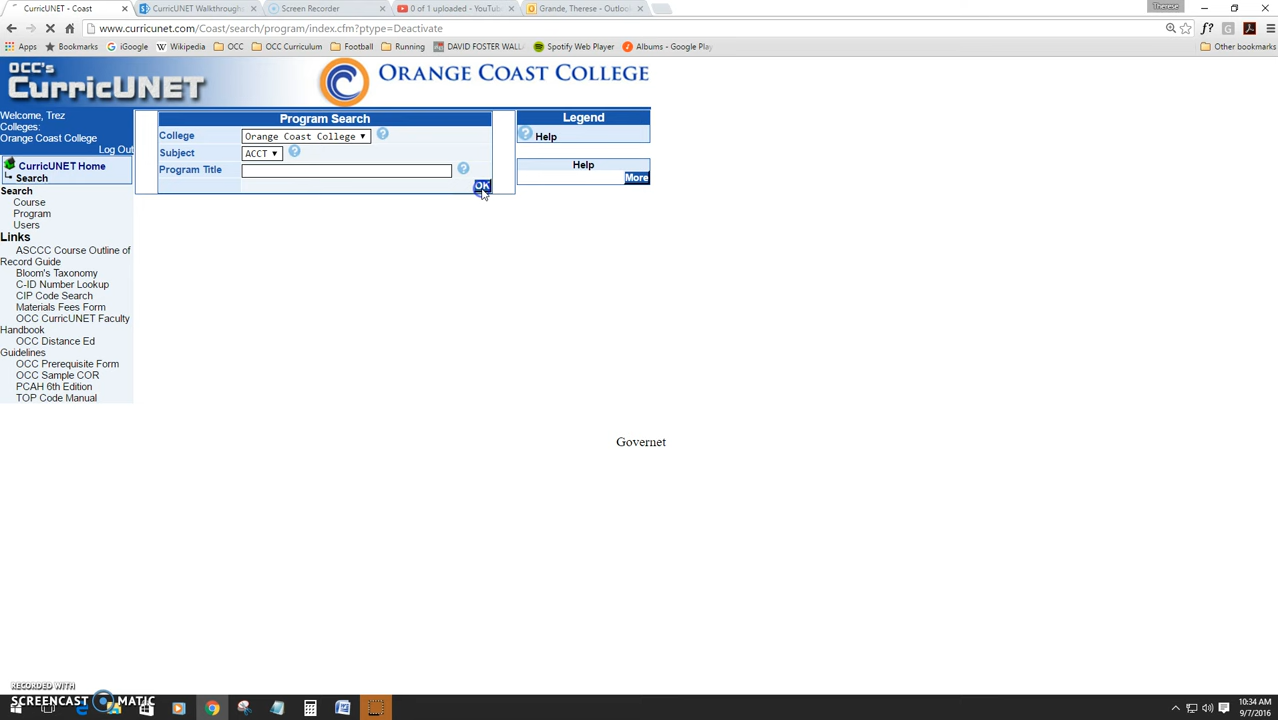 CurricUNET - Coast
CurricUNET Walkthrough
Screen Recorder
0 of 1 uploaded - YouTub
Grande, Therese - Outlool
Therese
www.curricunet.com/Coast/search/program/index.cfm?ptype=Deactivate
Apps
Bookmarks
iGoogle
Wikipedia
OCC
OCC Curriculum
Football
Running
DAVID FOSTER WALL
Spotify Web Player
Albums - Google Play
Other bookmarks
OCC's
CurricUNET
ORANGE COAST COLLEGE
Welcome, Trez
Colleges:
Orange Coast College
Log Out
CurricUNET Home
Search
Search
Course
Program
Users
Links
ASCCC Course Outline of
Record Guide
Bloom's Taxonomy
C-ID Number Lookup
CIP Code Search
Materials Fees Form
OCC CurricUNET Faculty
Handbook
OCC Distance Ed
Guidelines
OCC Prerequisite Form
OCC Sample COR
PCAH 6th Edition
TOP Code Manual
Program Search
College
Orange Coast College
Subject
ACCT
Program Title
OK
Legend
Help
Help
More
Governet
RECORDED WITH
SCREENCAST MATIC
10:34 AM
9/7/2016